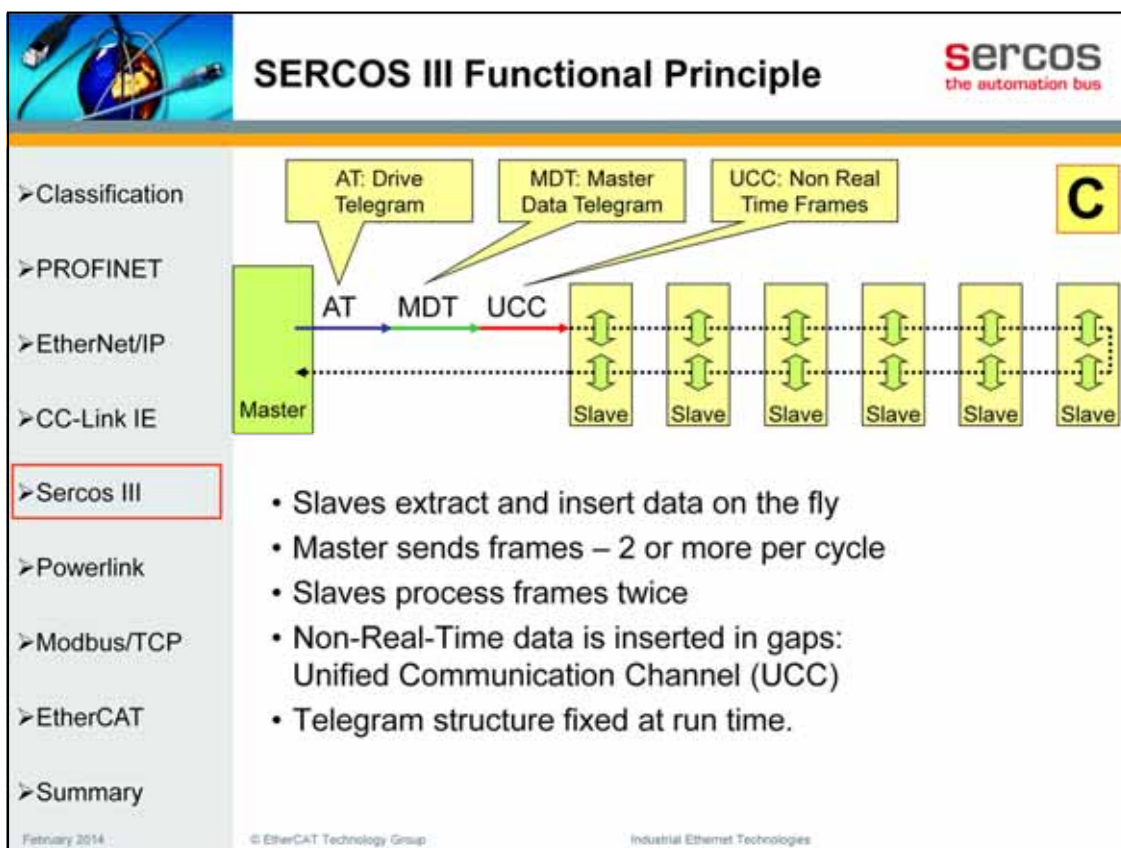 SERCOS III Functional Principle
sercos
the automation bus
➢Classification
➢PROFINET
➢EtherNet/IP
➢CC-Link IE
➢Sercos III
➢Powerlink
➢Modbus/TCP
➢EtherCAT
➢Summary
AT: Drive
Telegram
MDT: Master
Data Telegram
UCC: Non Real
Time Frames
C
AT MDT UCC
Master
Slave Slave Slave Slave Slave Slave
• Slaves extract and insert data on the fly
• Master sends frames – 2 or more per cycle
• Slaves process frames twice
• Non-Real-Time data is inserted in gaps:
Unified Communication Channel (UCC)
• Telegram structure fixed at run time.
February 2014
© EtherCAT Technology Group
Industrial Ethernet Technologies